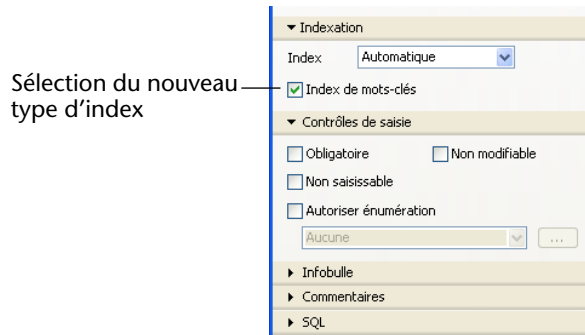 Indexation
Index Automatique
Sélection du nouveau
type d'index
Index de mots-clés
Contrôles de saisie
Obligatoire Non modifiable
Non saisissable
Autoriser énumération
Aucune ...
Infobulle
Commentaires
SQL